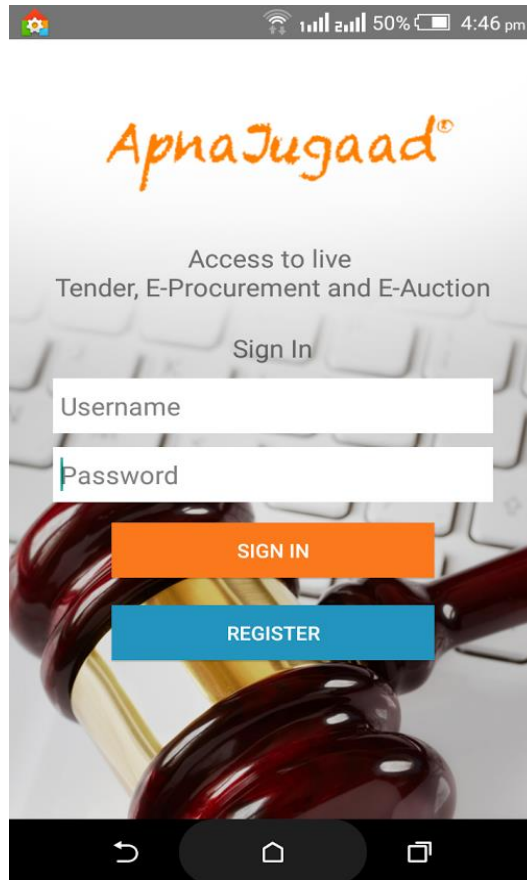 50% 4:46 pm
ApnaJugaad®
Access to live
Tender, E-Procurement and E-Auction
Sign In
Username
Password
SIGN IN
REGISTER